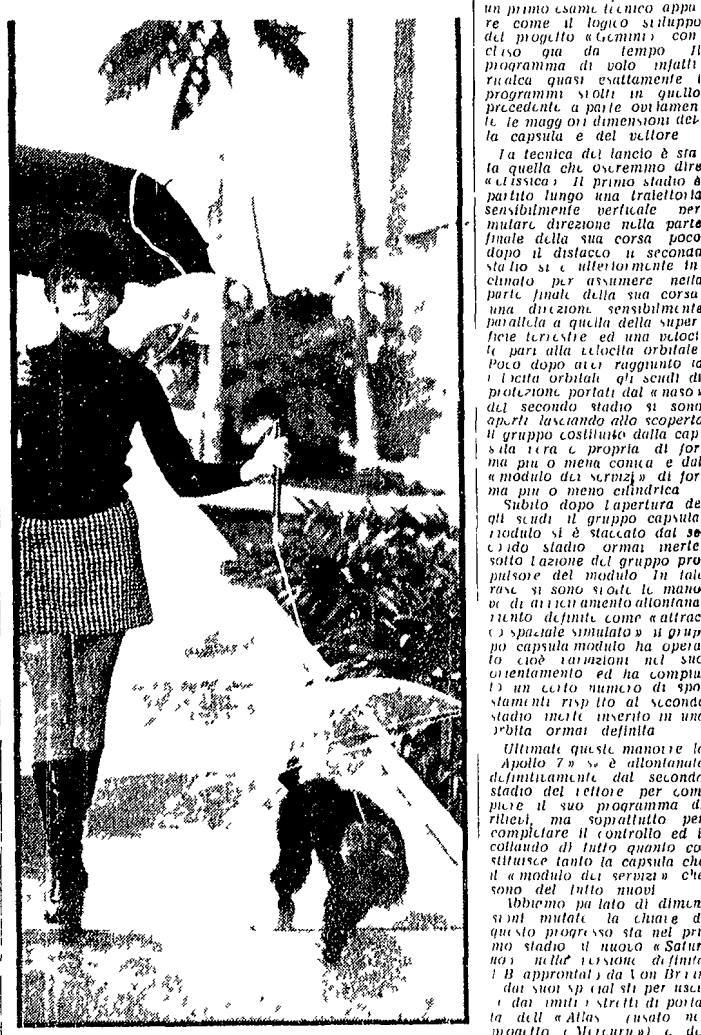 un primo esame tecnico appa
re come il logico sviluppo
del progetto « Gemini » con
cluso gia da tempo Il
programma di volo infatti
ricalca quasi esattamente i
programmi svolti in quello
precedente a parte ovviamen
te le maggiori dimensioni del
la capsula e del vettore
La tecnica del lancio è sta
ta quella che oseremmo dire
« classica » Il primo stadio è
partito lungo una traiettoria
sensibilmente verticale per
mutare direzione nella parte
finale della sua corsa poco
dopo il distacco il secondo
stadio si è ulteriormente in
clinato per assumere nella
parte finale della sua corsa
una direzione sensibilmente
parallela a quella della super
ficie terrestre ed una veloci
tà pari alla velocità orbitale
Poco dopo aver raggiunto la
velocità orbitale gli scudi di
protezione portati dal « naso »
del secondo stadio si sono
aperti lasciando allo scoperto
il gruppo costituito dalla cap
sula vera e propria di for
ma piu o meno conica e dal
« modulo dei servizi » di for
ma piu o meno cilindrica
Subito dopo l apertura de
gli scudi il gruppo capsula
modulo si è staccato dal se
condo stadio ormai inerte
sotto l azione del gruppo pro
pulsore del modulo In tale
fase si sono svolte le mano
vre di avvicinamento allontana
mento definite come « attrac
co spaziale simulato » il grup
po capsula modulo ha opera
to cioè variazioni nel suo
orientamento ed ha compiu
to un certo numero di spo
stamenti rispetto al secondo
stadio inerte inserito in una
orbita ormai definita
Ultimate queste manovre lo
Apollo 7 » si è allontanato
definitivamente dal secondo
stadio del vettore per com
piere il suo programma di
rilievi, ma soprattutto per
completare il controllo ed il
collaudo di tutto quanto co
stituisce tanto la capsula che
il « modulo dei servizi » che
sono del tutto nuovi
Abbiamo parlato di dimen
sioni mutate la chiave di
questo progresso sta nel pri
mo stadio il nuovo « Satur
no » nella versione definita
1 B approntata da Von Braun
dai suoi specialisti per usci
dai limiti ristretti di porta
ta dell « Atlas (usato nel
progetto « Mercury ») e del